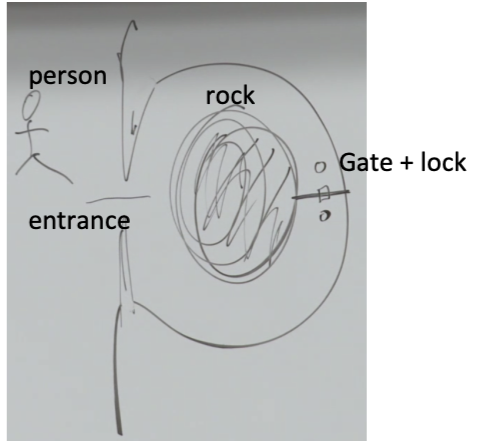 person
rock
Gate + lock
entrance